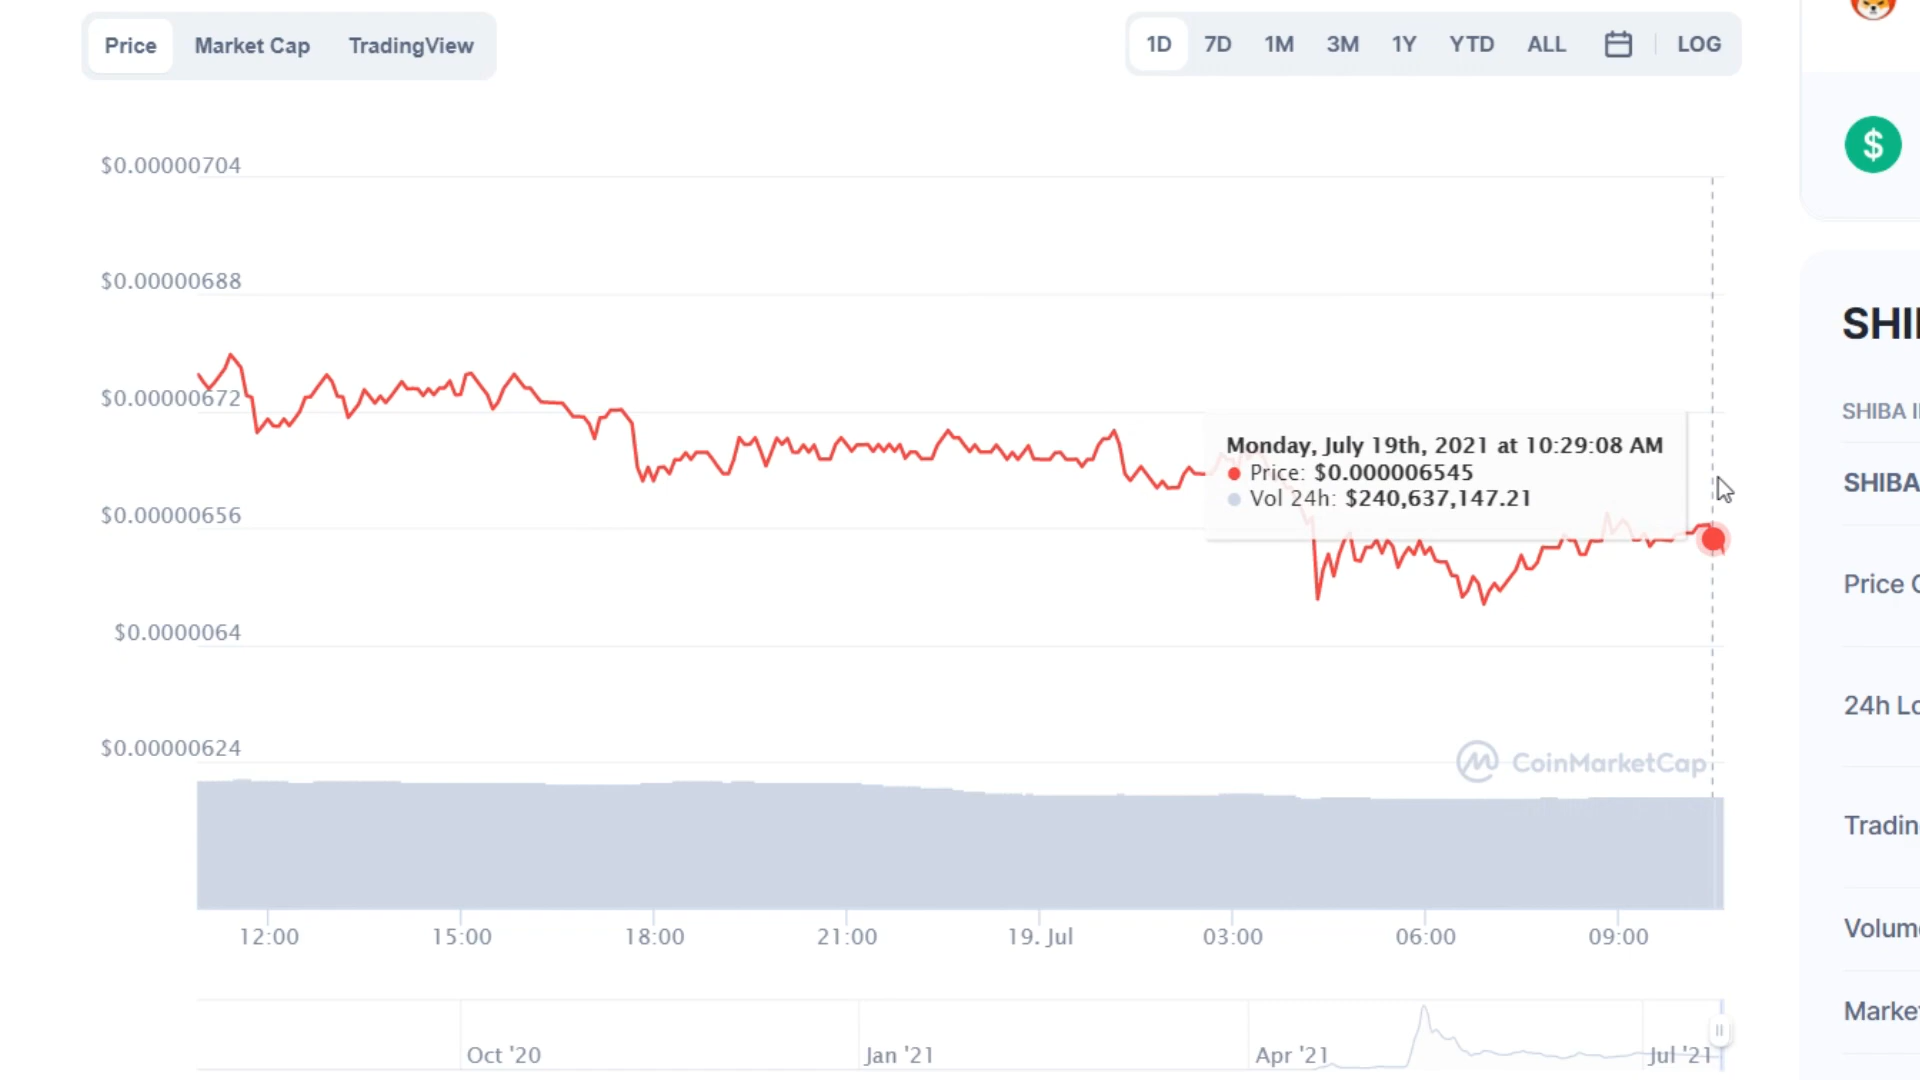 Price Market Cap TradingView
1D 7D 1M 3M 1Y YTD ALL LOG
$0.00000704
$
$0.00000688
SHI
$0.00000672
SHIBA I
Monday, July 19th, 2021 at 10:29:08 AM
Price: $0.000006545
Vol 24h: $240,637,147.21
SHIBA
$0.00000656
Price
$0.0000064
24h Lo
$0.00000624
CoinMarketCap
Trading
Volume
12:00 15:00 18:00 21:00 19. Jul 03:00 06:00 09:00
Market
Oct '20 Jan '21 Apr '21 Jul '21